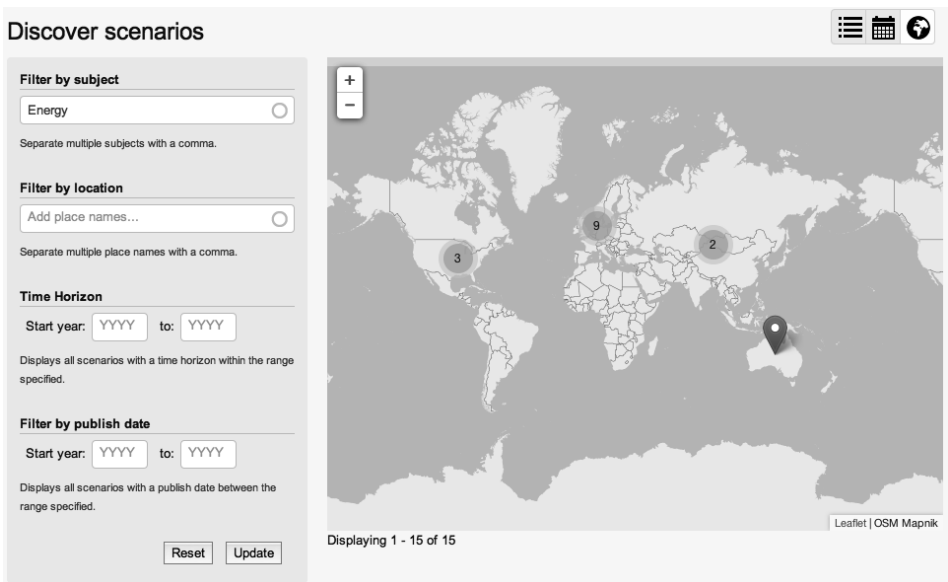 Discover scenarios
Filter by subject
Energy
Separate multiple subjects with a comma.
Filter by location
Add place names...
Separate multiple place names with a comma.
Time Horizon
Start year: YYYY to: YYYY
Displays all scenarios with a time horizon within the range
specified.
Filter by publish date
Start year: YYYY to: YYYY
Displays all scenarios with a publish date between the
range specified.
Reset Update
+
−
9
3
2
Leaflet | OSM Mapnik
Displaying 1 - 15 of 15